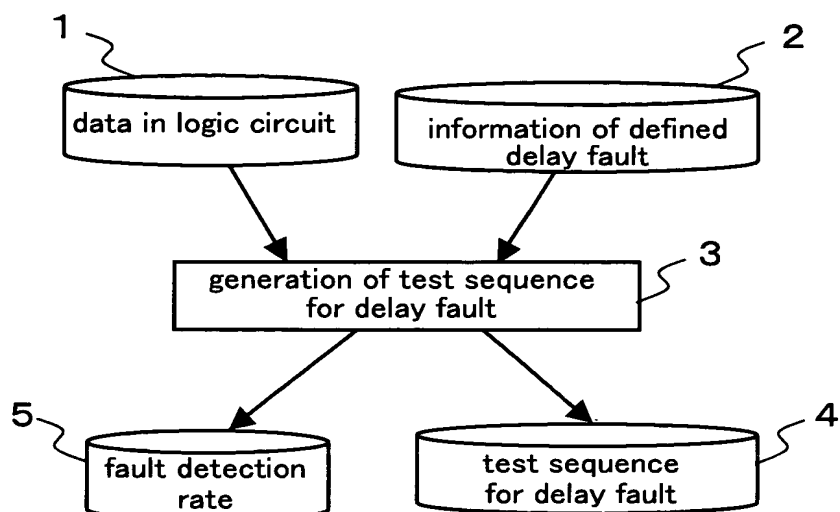 1
data in logic circuit
2
information of defined
delay fault
3
generation of test sequence
for delay fault
5
fault detection
rate
4
test sequence
for delay fault